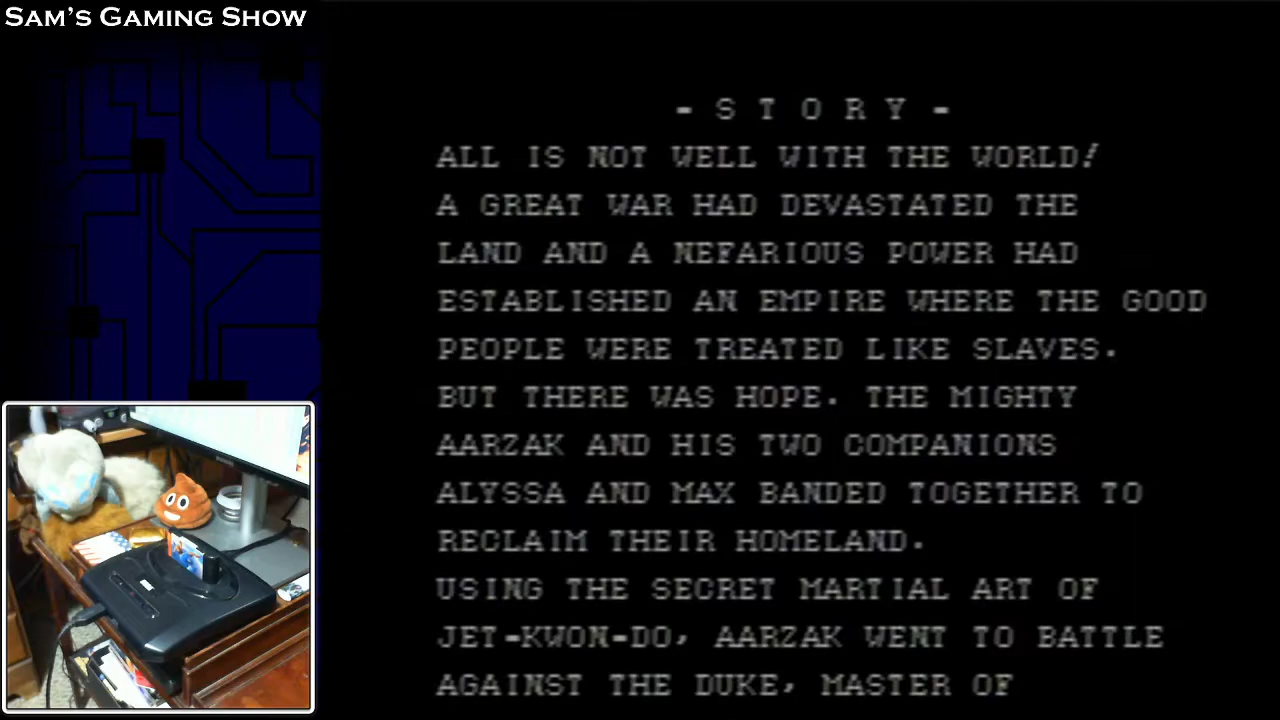 SAM'S GAMING SHOW
- S T O R Y -
ALL IS NOT WELL WITH THE WORLD!
A GREAT WAR HAD DEVASTATED THE
LAND AND A NEFARIOUS POWER HAD
ESTABLISHED AN EMPIRE WHERE THE GOOD
PEOPLE WERE TREATED LIKE SLAVES.
BUT THERE WAS HOPE. THE MIGHTY
AARZAK AND HIS TWO COMPANIONS
ALYSSA AND MAX BANDED TOGETHER TO
RECLAIM THEIR HOMELAND.
USING THE SECRET MARTIAL ART OF
JET-KWON-DO, AARZAK WENT TO BATTLE
AGAINST THE DUKE, MASTER OF